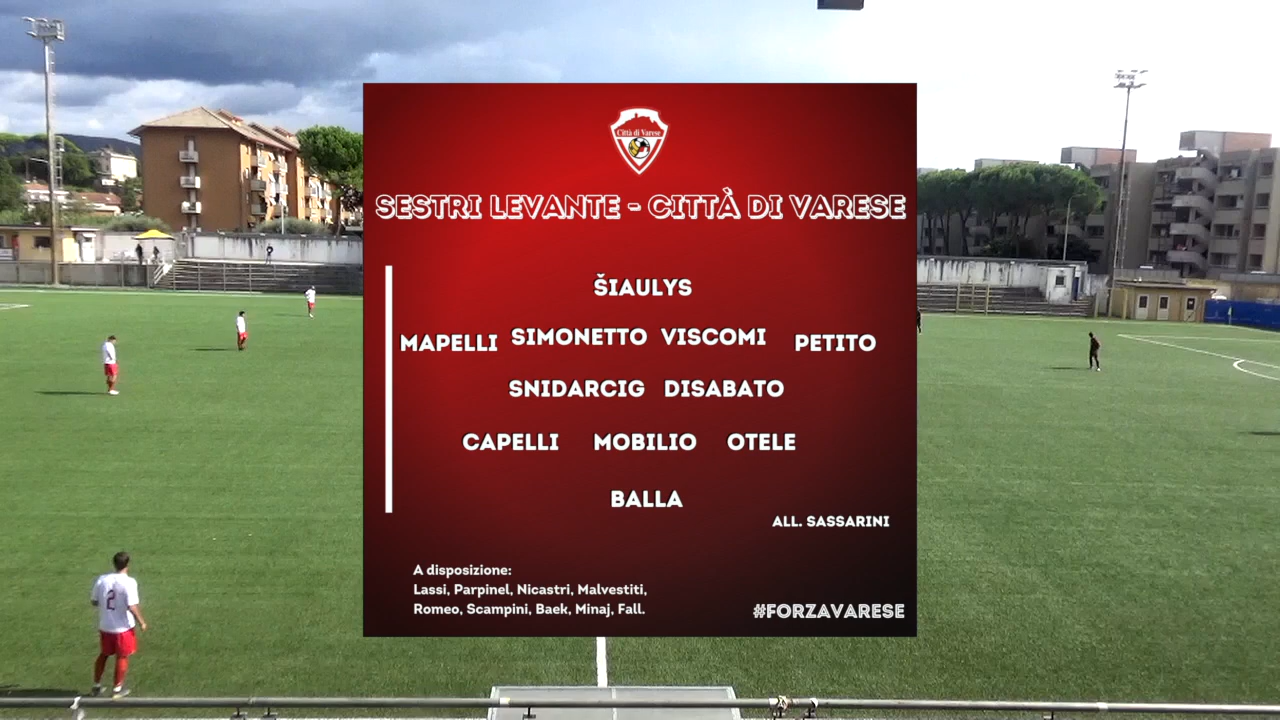 Città di Varese
SESTRI LEVANTE - CITTÀ DI VARESE
ŠIAULYS
MAPELLI SIMONETTO VISCOMI PETITO
SNIDARCIG DISABATO
CAPELLI MOBILIO OTELE
BALLA
ALL. SASSARINI
A disposizione:
Lassi, Parpinel, Nicastri, Malvestiti,
Romeo, Scampini, Baek, Minaj, Fall.
#FORZAVARESE
2